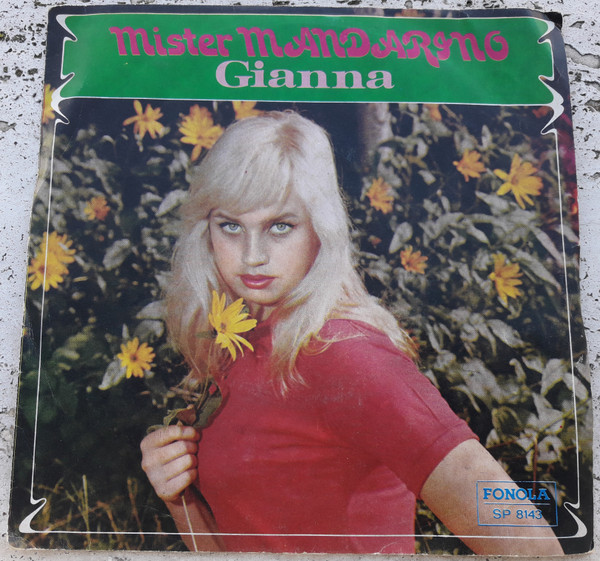 Mister MANDARINO
Gianna
FONOLA
SP 8143